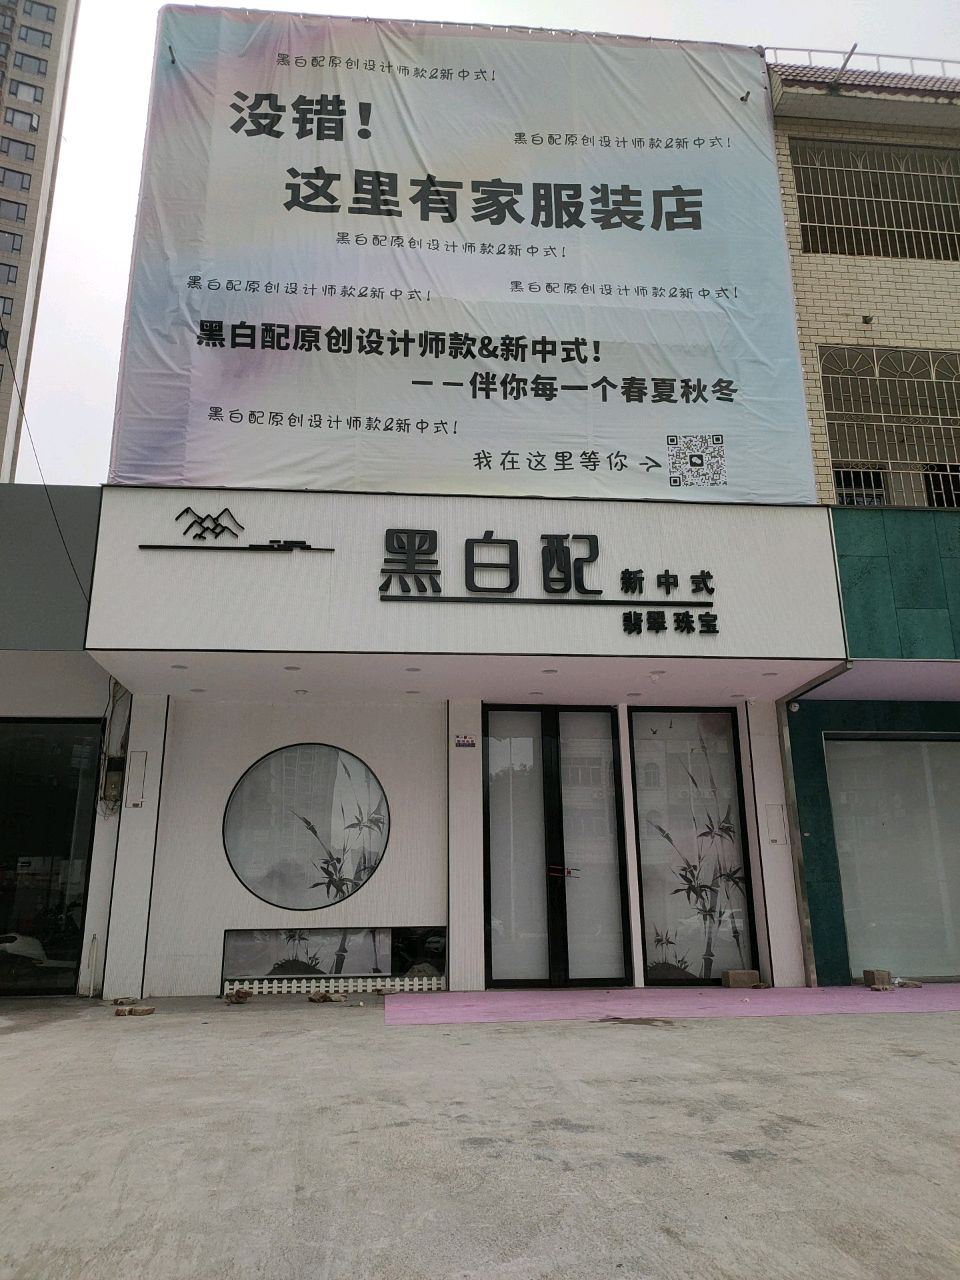 黑白配原创设计师款&新中式！
没错！
黑白配原创设计师款&新中式！
这里有家服装店
黑白配原创设计师款&新中式！
黑白配原创设计师款&新中式！
黑白配原创设计师款&新中式！
黑白配原创设计师款&新中式！
——伴你每一个春夏秋冬
黑白配原创设计师款&新中式！
我在这里等你→
黑白配
新中式
翡翠珠宝